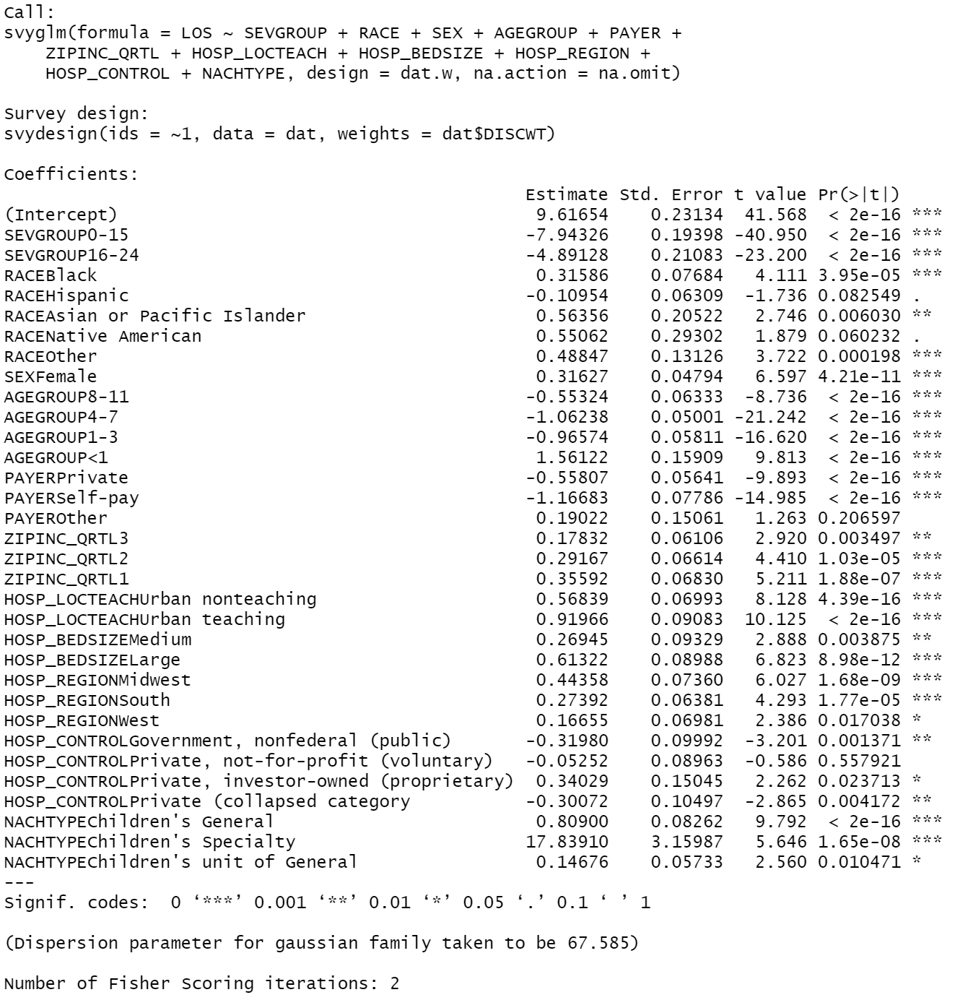 Call:
svyglm(formula = LOS ~ SEVGROUP + RACE + SEX + AGEGROUP + PAYER +
    ZIPINC_QRTL + HOSP_LOCTEACH + HOSP_BEDSIZE + HOSP_REGION +
    HOSP_CONTROL + NACHTYPE, design = dat.w, na.action = na.omit)

Survey design:
svydesign(ids = ~1, data = dat, weights = dat$DISCWT)

Coefficients:
                                                  Estimate Std. Error t value Pr(>|t|)
(Intercept)                                        9.61654    0.23134  41.568  < 2e-16 ***
SEVGROUP0-15                                      -7.94326    0.19398 -40.950  < 2e-16 ***
SEVGROUP16-24                                     -4.89128    0.21083 -23.200  < 2e-16 ***
RACEBlack                                          0.31586    0.07684   4.111 3.95e-05 ***
RACEHispanic                                      -0.10954    0.06309  -1.736 0.082549 .
RACEAsian or Pacific Islander                      0.56356    0.20522   2.746 0.006030 **
RACENative American                                0.55062    0.29302   1.879 0.060232 .
RACEOther                                          0.48847    0.13126   3.722 0.000198 ***
SEXFemale                                          0.31627    0.04794   6.597 4.21e-11 ***
AGEGROUP8-11                                      -0.55324    0.06333  -8.736  < 2e-16 ***
AGEGROUP4-7                                       -1.06238    0.05001 -21.242  < 2e-16 ***
AGEGROUP1-3                                       -0.96574    0.05811 -16.620  < 2e-16 ***
AGEGROUP<1                                         1.56122    0.15909   9.813  < 2e-16 ***
PAYERPrivate                                      -0.55807    0.05641  -9.893  < 2e-16 ***
PAYERSelf-pay                                     -1.16683    0.07786 -14.985  < 2e-16 ***
PAYEROther                                         0.19022    0.15061   1.263 0.206597
ZIPINC_QRTL3                                       0.17832    0.06106   2.920 0.003497 **
ZIPINC_QRTL2                                       0.29167    0.06614   4.410 1.03e-05 ***
ZIPINC_QRTL1                                       0.35592    0.06830   5.211 1.88e-07 ***
HOSP_LOCTEACHUrban nonteaching                     0.56839    0.06993   8.128 4.39e-16 ***
HOSP_LOCTEACHUrban teaching                        0.91966    0.09083  10.125  < 2e-16 ***
HOSP_BEDSIZEMedium                                 0.26945    0.09329   2.888 0.003875 **
HOSP_BEDSIZELarge                                  0.61322    0.08988   6.823 8.98e-12 ***
HOSP_REGIONMidwest                                 0.44358    0.07360   6.027 1.68e-09 ***
HOSP_REGIONSouth                                   0.27392    0.06381   4.293 1.77e-05 ***
HOSP_REGIONWest                                    0.16655    0.06981   2.386 0.017038 *
HOSP_CONTROLGovernment, nonfederal (public)       -0.31980    0.09992  -3.201 0.001371 **
HOSP_CONTROLPrivate, not-for-profit (voluntary)   -0.05252    0.08963  -0.586 0.557921
HOSP_CONTROLPrivate, investor-owned (proprietary)  0.34029    0.15045   2.262 0.023713 *
HOSP_CONTROLPrivate (collapsed category           -0.30072    0.10497  -2.865 0.004172 **
NACHTYPEChildren's General                         0.80900    0.08262   9.792  < 2e-16 ***
NACHTYPEChildren's Specialty                      17.83910    3.15987   5.646 1.65e-08 ***
NACHTYPEChildren's unit of General                 0.14676    0.05733   2.560 0.010471 *
---
Signif. codes:  0 ‘***’ 0.001 ‘**’ 0.01 ‘*’ 0.05 ‘.’ 0.1 ‘ ’ 1

(Dispersion parameter for gaussian family taken to be 67.585)

Number of Fisher Scoring iterations: 2